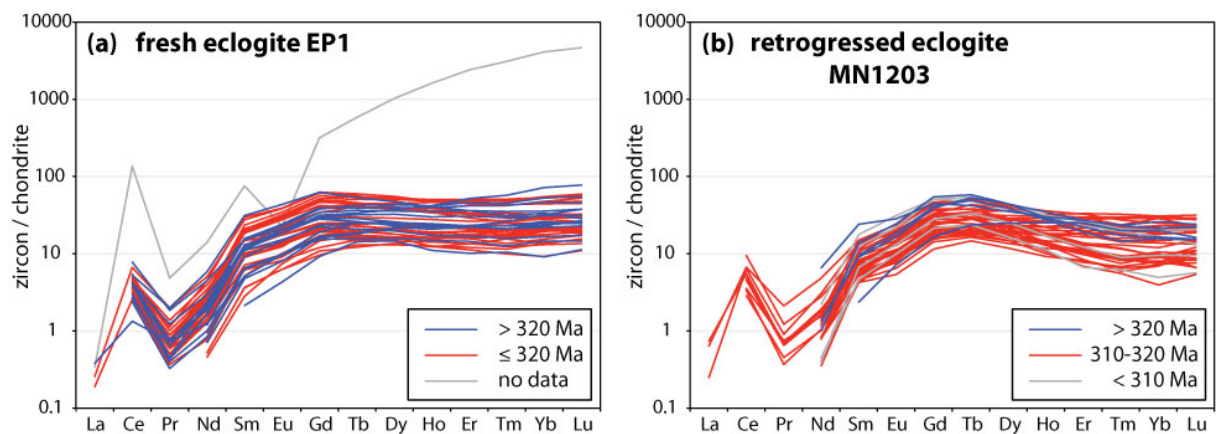 (a) fresh eclogite EP1
10000
1000
100
10
1
0.1
zircon / chondrite
> 320 Ma
≤ 320 Ma
no data
La Ce Pr Nd Sm Eu Gd Tb Dy Ho Er Tm Yb Lu
(b) retrogressed eclogite
MN1203
10000
1000
100
10
1
0.1
zircon / chondrite
> 320 Ma
310-320 Ma
< 310 Ma
La Ce Pr Nd Sm Eu Gd Tb Dy Ho Er Tm Yb Lu